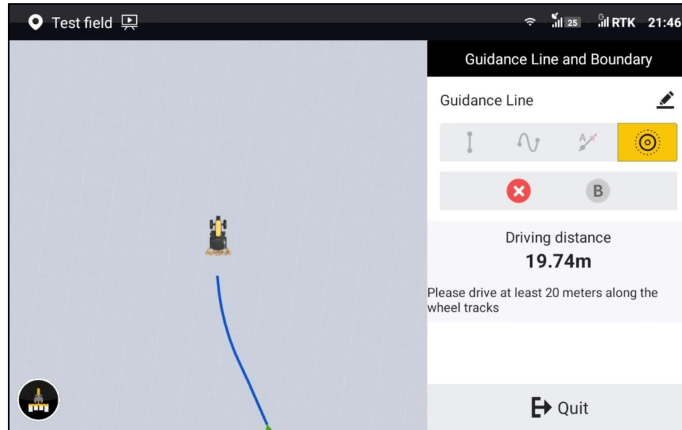 Test field
25
RTK 21:46
Guidance Line and Boundary
Guidance Line
A
B
Driving distance
19.74m
Please drive at least 20 meters along the
wheel tracks
Quit